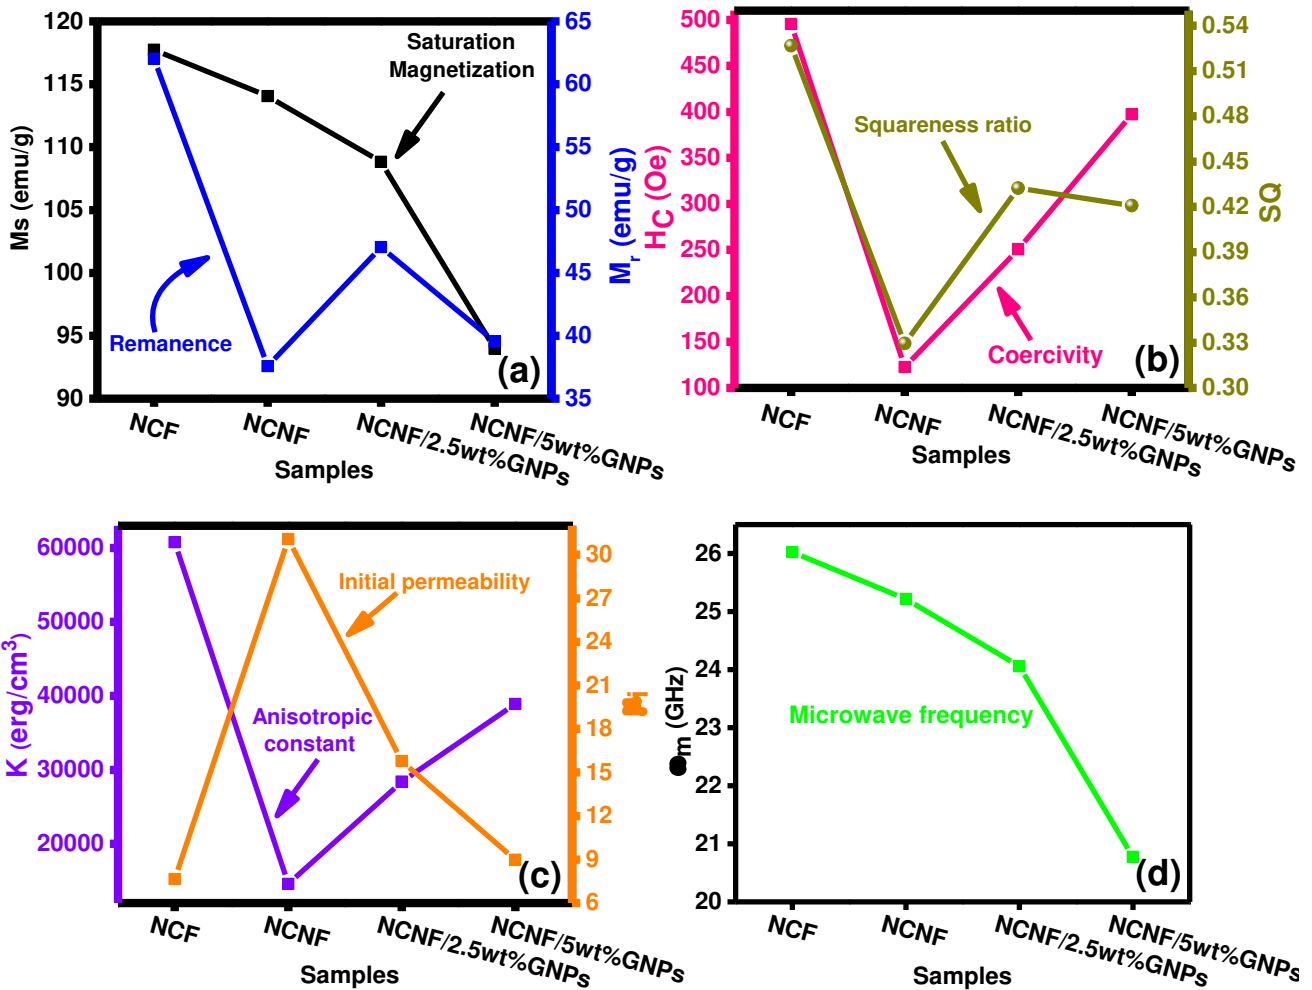 120
115
110
105
100
95
90
Ms (emu/g)
65
60
55
50
45
40
35
Mr (emu/g)
Saturation
Magnetization
Remanence
(a)
NCF
NCNF
NCNF/2.5wt%GNPs
NCNF/5wt%GNPs
Samples
500
450
400
350
300
250
200
150
100
HC (Oe)
0.54
0.51
0.48
0.45
0.42
0.39
0.36
0.33
0.30
SQ
Squareness ratio
Coercivity
(b)
NCF
NCNF
NCNF/2.5wt%GNPs
NCNF/5wt%GNPs
Samples
60000
50000
40000
30000
20000
K (erg/cm3)
30
27
24
21
18
15
12
9
6
Initial permeability
Anisotropic
constant
(c)
NCF
NCNF
NCNF/2.5wt%GNPs
NCNF/5wt%GNPs
Samples
26
25
24
23
22
21
20
m (GHz)
Microwave frequency
(d)
NCF
NCNF
NCNF/2.5wt%GNPs
NCNF/5wt%GNPs
Samples